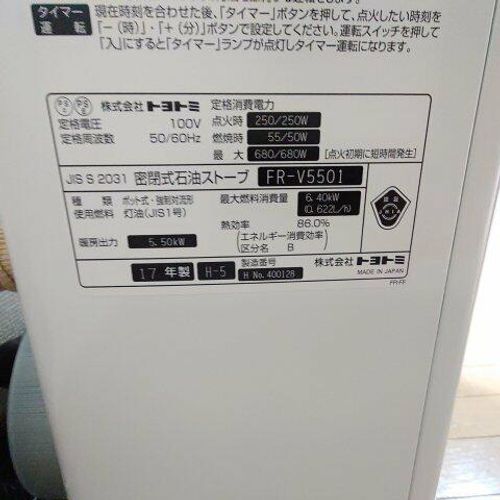 タイマー 運転
現在時刻を合わせた後、「タイマー」ボタンを押して、点火したい時刻を
「－(時)」・「＋(分)」ボタンで設定してください。運転スイッチを押して
「入」にすると「タイマー」ランプが点灯しタイマー運転になります。
株式会社 トヨトミ 定格消費電力
定格電圧 100V 点火時 250/250W
定格周波数 50/60Hz 燃焼時 55/50W
最大 680/680W [点火初期に短時間発生]
JIS S 2031 密閉式石油ストーブ FR-V5501
種類 ポット式・強制対流形 最大燃料消費量 6.40kW
使用燃料 灯油(JIS1号) (0.622L/h)
熱効率 86.0%
暖房出力 5.50kW (エネルギー消費効率)
(区分名 B)
17年製 H-5 製造番号 H No.400128 株式会社 トヨトミ
MADE IN JAPAN